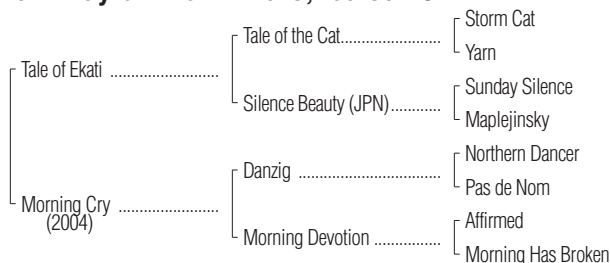 Tale of Ekati
Morning Cry
(2004)
Tale of the Cat
Silence Beauty (JPN)
Danzig
Morning Devotion
Storm Cat
Yarn
Sunday Silence
Maplejinsky
Northern Dancer
Pas de Nom
Affirmed
Morning Has Broken